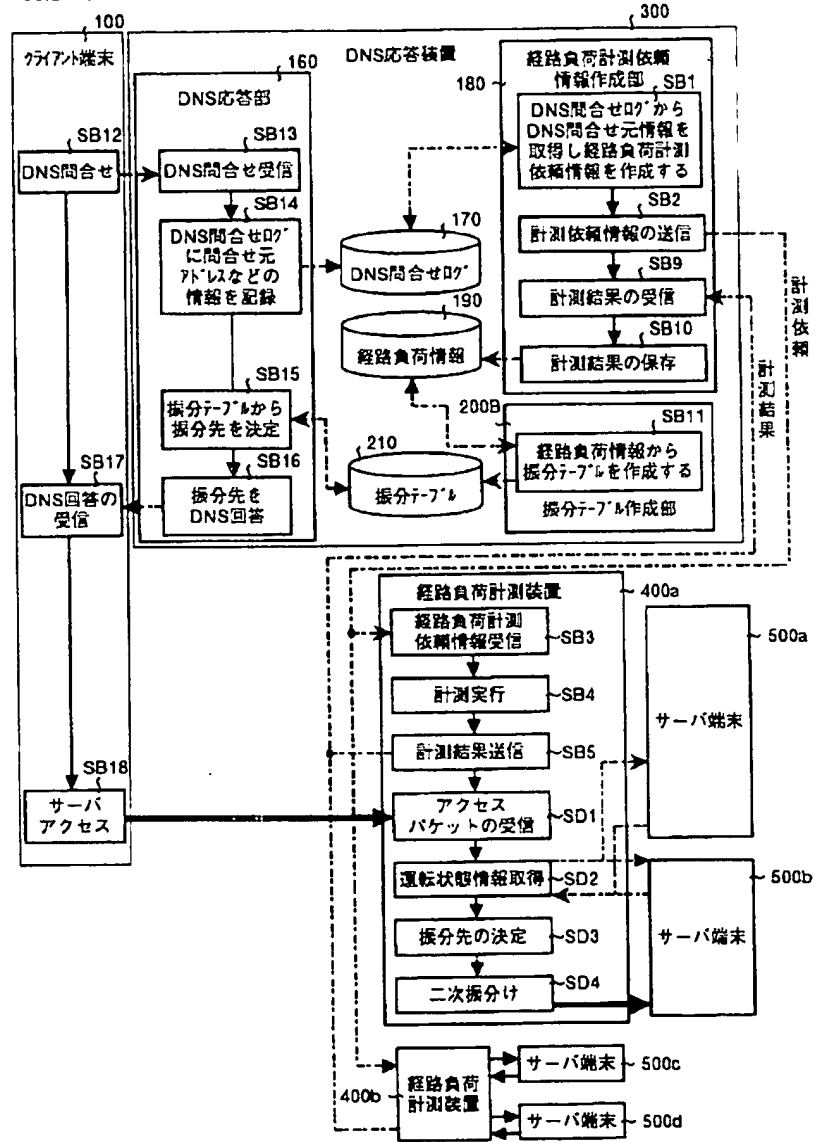 100
300
クライアント端末
DNS応答装置
160
DNS応答部
180
経路負荷計測依頼
情報作成部
SB1
DNS問合せログから
DNS問合せ元情報を
取得し経路負荷計測
依頼情報を作成する
SB12
DNS問合せ
SB13
DNS問合せ受信
SB14
DNS問合せログ
に問合せ元
アドレスなどの
情報を記録
170
DNS問合せログ
SB2
計測依頼情報の送信
SB9
計測結果の受信
190
経路負荷情報
SB10
計測結果の保存
計測依頼
計測結果
SB15
振分テーブルから
振分先を決定
200B
SB11
経路負荷情報から
振分テーブルを作成する
振分テーブル作成部
210
振分テーブル
SB17
DNS回答の
受信
SB16
振分先を
DNS回答
経路負荷計測装置
400a
経路負荷計測
依頼情報受信
SB3
計測実行
SB4
計測結果送信
SB5
500a
サーバ端末
SB18
サーバ
アクセス
アクセス
パケットの受信
SD1
運転状態情報取得
SD2
500b
サーバ端末
振分先の決定
SD3
SD4
二次振分け
400b
経路負荷
計測装置
サーバ端末
500c
サーバ端末
500d